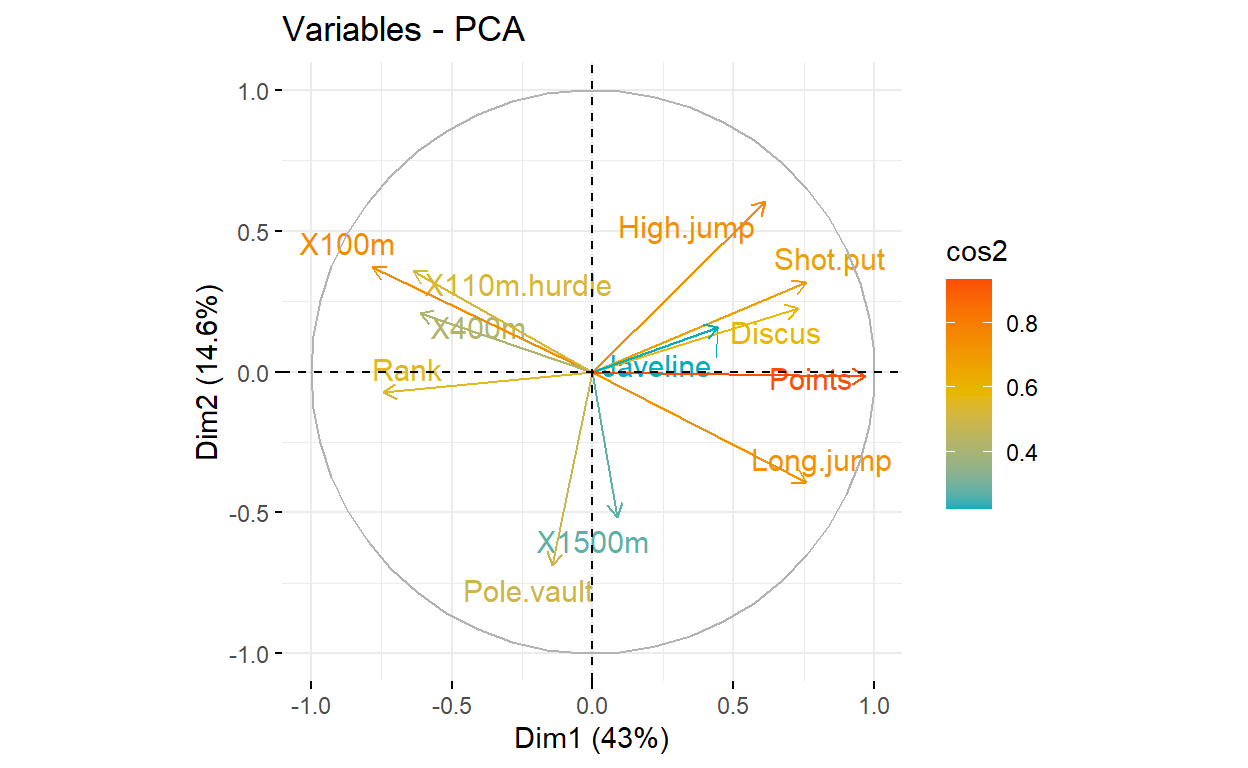 Variables - PCA
1.0
0.5
0.0
-0.5
-1.0
Dim2 (14.6%)
X100m
High.jump
Shot.put
X110m.hurdle
X400m
Discus
Rank
Javeline
Points
Long.jump
X1500m
Pole.vault
-1.0
-0.5
0.0
0.5
1.0
Dim1 (43%)
cos2
0.8
0.6
0.4